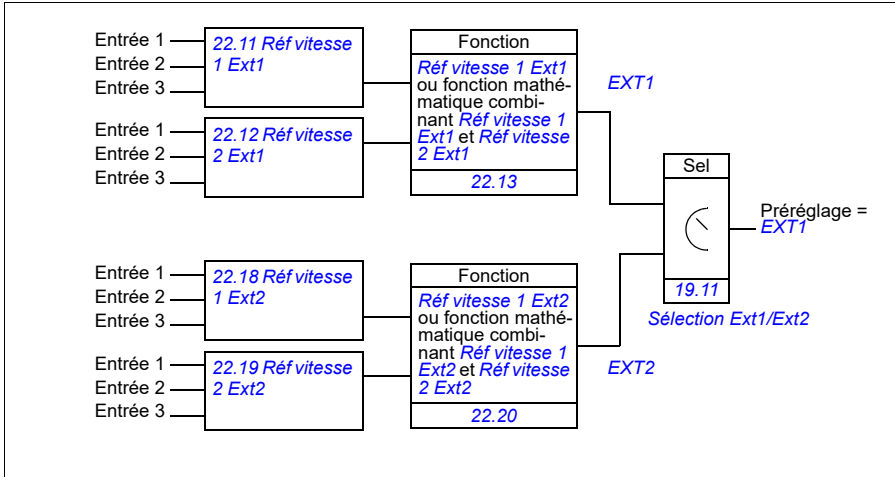 Entrée 1
Entrée 2
Entrée 3
22.11 Réf vitesse
1 Ext1
Entrée 1
Entrée 2
Entrée 3
22.12 Réf vitesse
2 Ext1
Fonction
Réf vitesse 1 Ext1
ou fonction mathé-
matique combi-
nant Réf vitesse 1
Ext1 et Réf vitesse
2 Ext1
22.13
EXT1
Entrée 1
Entrée 2
Entrée 3
22.18 Réf vitesse
1 Ext2
Entrée 1
Entrée 2
Entrée 3
22.19 Réf vitesse
2 Ext2
Fonction
Réf vitesse 1 Ext2
ou fonction mathé-
matique combi-
nant Réf vitesse 1
Ext2 et Réf vitesse
2 Ext2
22.20
EXT2
Sel
19.11
Sélection Ext1/Ext2
Préréglage =
EXT1